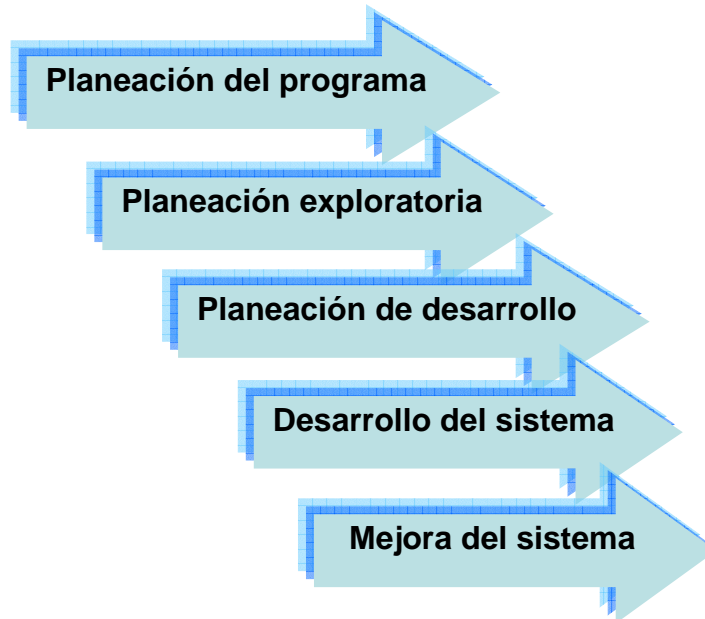 Planeación del programa
Planeación exploratoria
Planeación de desarrollo
Desarrollo del sistema
Mejora del sistema